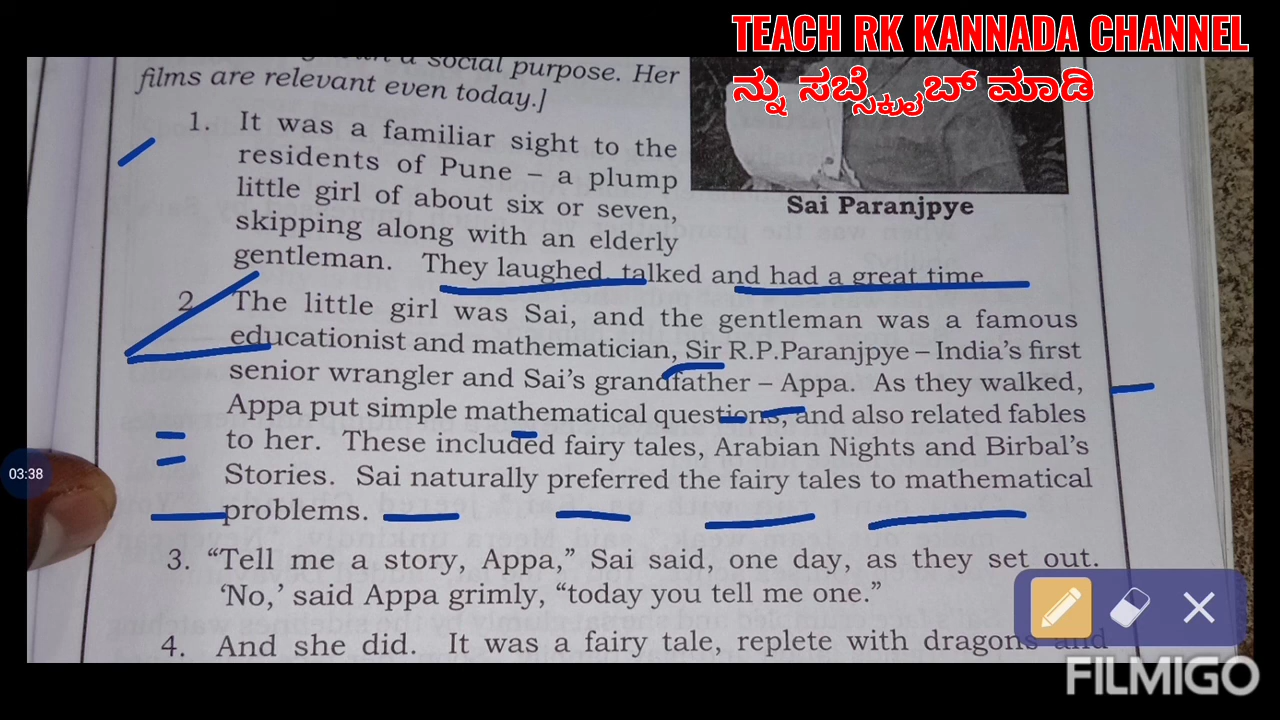 TEACH RK KANNADA CHANNEL
ನ್ನು ಸಬ್ಸ್ಕ್ರೈಬ್ ಮಾಡಿ
a social purpose. Her
films are relevant even today.]
1. It was a familiar sight to the
residents of Pune – a plump
little girl of about six or seven,
skipping along with an elderly
gentleman. They laughed, talked and had a great time
Sai Paranjpye
2 The little girl was Sai, and the gentleman was a famous
educationist and mathematician, Sir R.P.Paranjpye – India's first
senior wrangler and Sai's grandfather – Appa. As they walked,
Appa put simple mathematical questions, and also related fables
to her. These included fairy tales, Arabian Nights and Birbal's
Stories. Sai naturally preferred the fairy tales to mathematical
problems.
3. “Tell me a story, Appa,” Sai said, one day, as they set out.
‘No,’ said Appa grimly, “today you tell me one.”
4. And she did. It was a fairy tale, replete with dragons and
03:38
FILMIGO